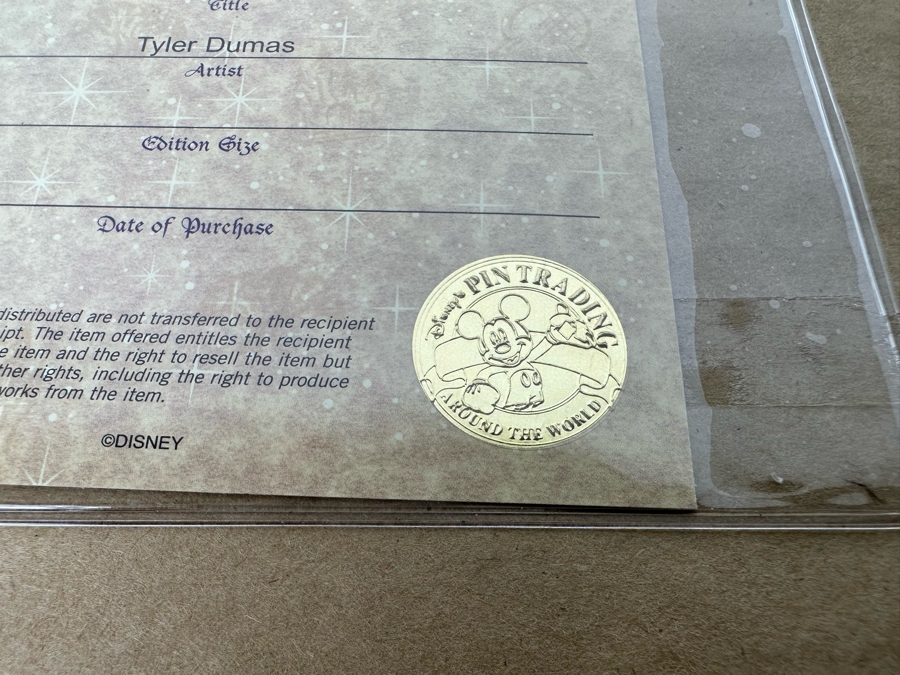 Title
Tyler Dumas
Artist
Edition Size
Date of Purchase
distributed are not transferred to the recipient
ipt. The item offered entitles the recipient
e item and the right to resell the item but
ther rights, including the right to produce
works from the item.
©DISNEY
Disney's PIN TRADING
AROUND THE WORLD